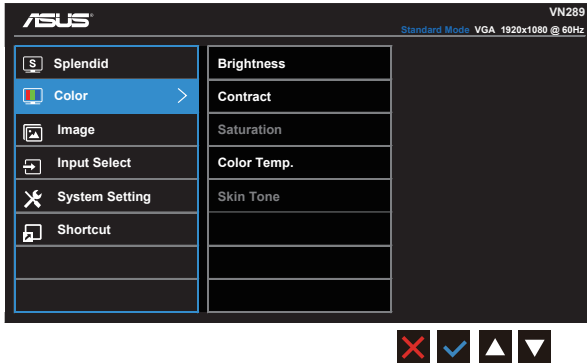 ASUS
VN289
Standard Mode VGA 1920x1080 @ 60Hz
S Splendid
Color
Image
Input Select
System Setting
Shortcut
Brightness
Contract
Saturation
Color Temp.
Skin Tone